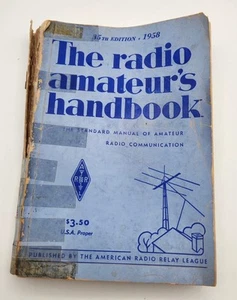 35TH EDITION • 1958
The radio
amateur's
handbook
THE STANDARD MANUAL OF AMATEUR
RADIO COMMUNICATION
A
R R
L
$3.50
U.S.A. Proper
PUBLISHED BY THE AMERICAN RADIO RELAY LEAGUE